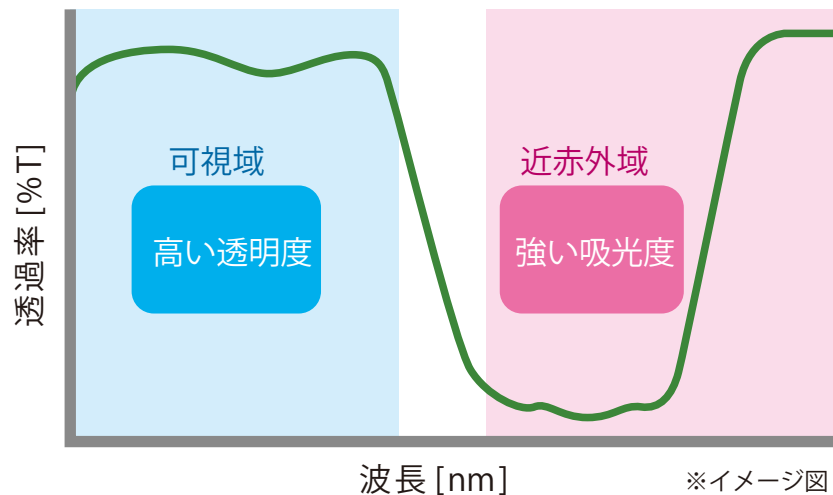 透過率 [%T]
可視域
高い透明度
近赤外域
強い吸光度
波長 [nm]
※イメージ図